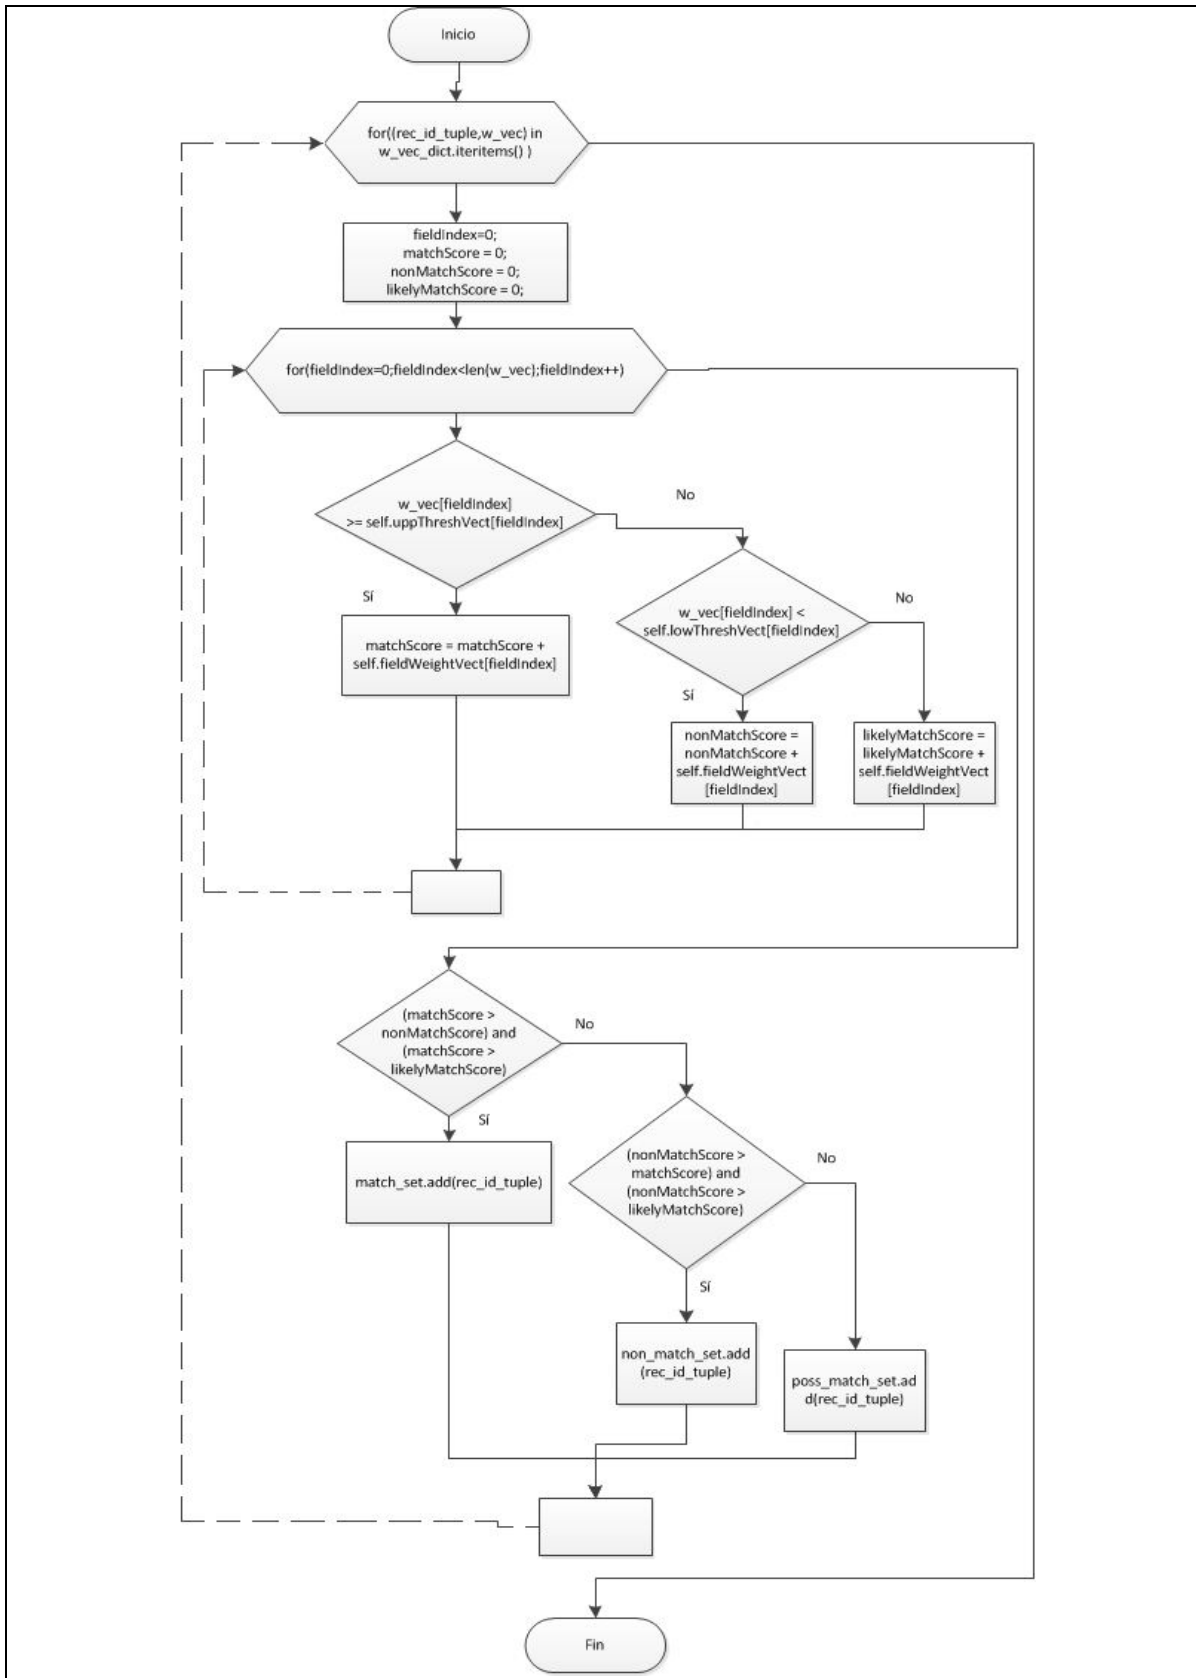 Inicio
for((rec_id_tuple,w_vec) in
w_vec_dict.iteritems() )
fieldIndex=0;
matchScore = 0;
nonMatchScore = 0;
likelyMatchScore = 0;
for(fieldIndex=0;fieldIndex<len(w_vec);fieldIndex++)
w_vec[fieldIndex]
>= self.uppThreshVect[fieldIndex]
No
Sí
w_vec[fieldIndex] <
self.lowThreshVect[fieldIndex]
No
matchScore = matchScore +
self.fieldWeightVect[fieldIndex]
Sí
nonMatchScore =
nonMatchScore +
self.fieldWeightVect
[fieldIndex]
likelyMatchScore =
likelyMatchScore +
self.fieldWeightVect
[fieldIndex]
(matchScore >
nonMatchScore) and
(matchScore >
likelyMatchScore)
No
Sí
match_set.add(rec_id_tuple)
(nonMatchScore >
matchScore) and
(nonMatchScore >
likelyMatchScore)
No
Sí
non_match_set.add
(rec_id_tuple)
poss_match_set.ad
d(rec_id_tuple)
Fin